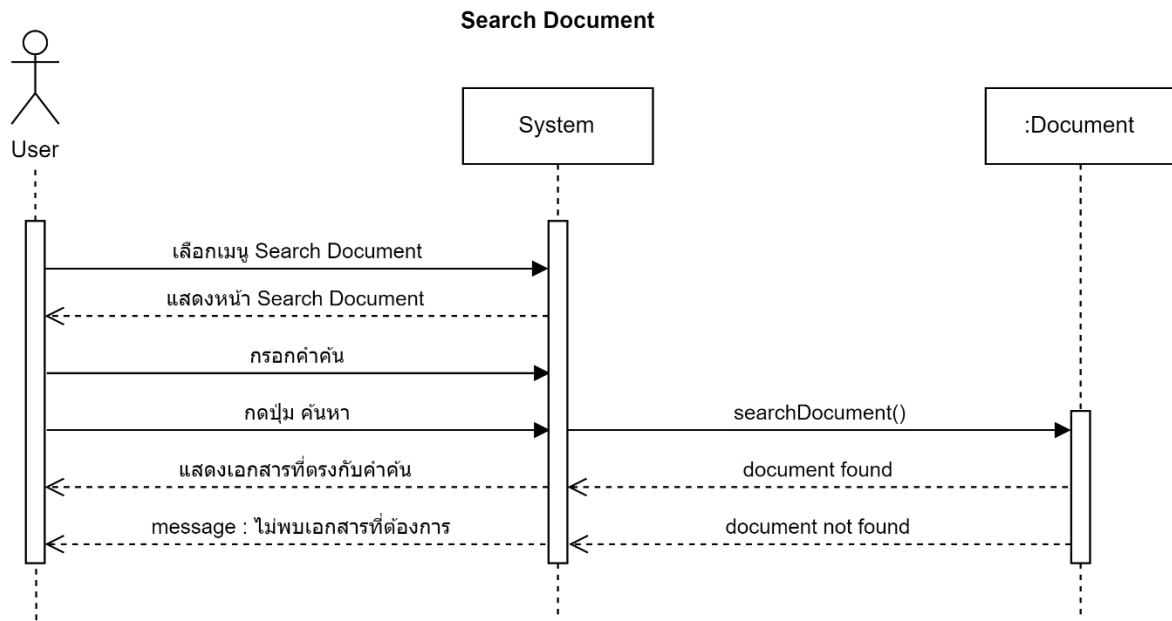 Search Document
User
System
:Document
เลือกเมนู Search Document
แสดงหน้า Search Document
กรอกคำค้น
กดปุ่ม ค้นหา
searchDocument()
แสดงเอกสารที่ตรงกับคำค้น
document found
message : ไม่พบเอกสารที่ต้องการ
document not found